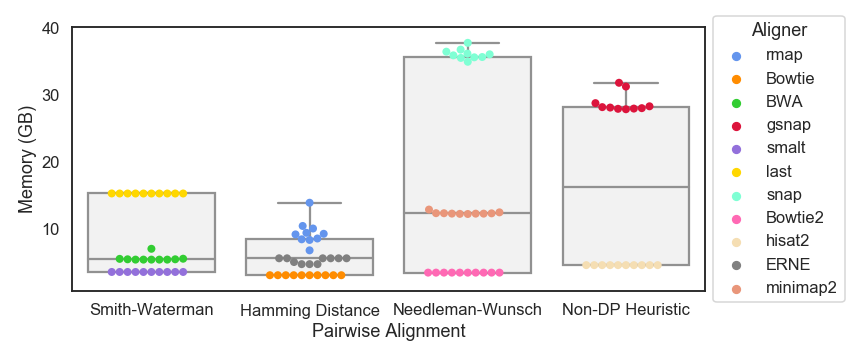 40
30
20
10
Memory (GB)
Smith-Waterman
Hamming Distance
Needleman-Wunsch
Non-DP Heuristic
Pairwise Alignment
Aligner
rmap
Bowtie
BWA
gsnap
smalt
last
snap
Bowtie2
hisat2
ERNE
minimap2